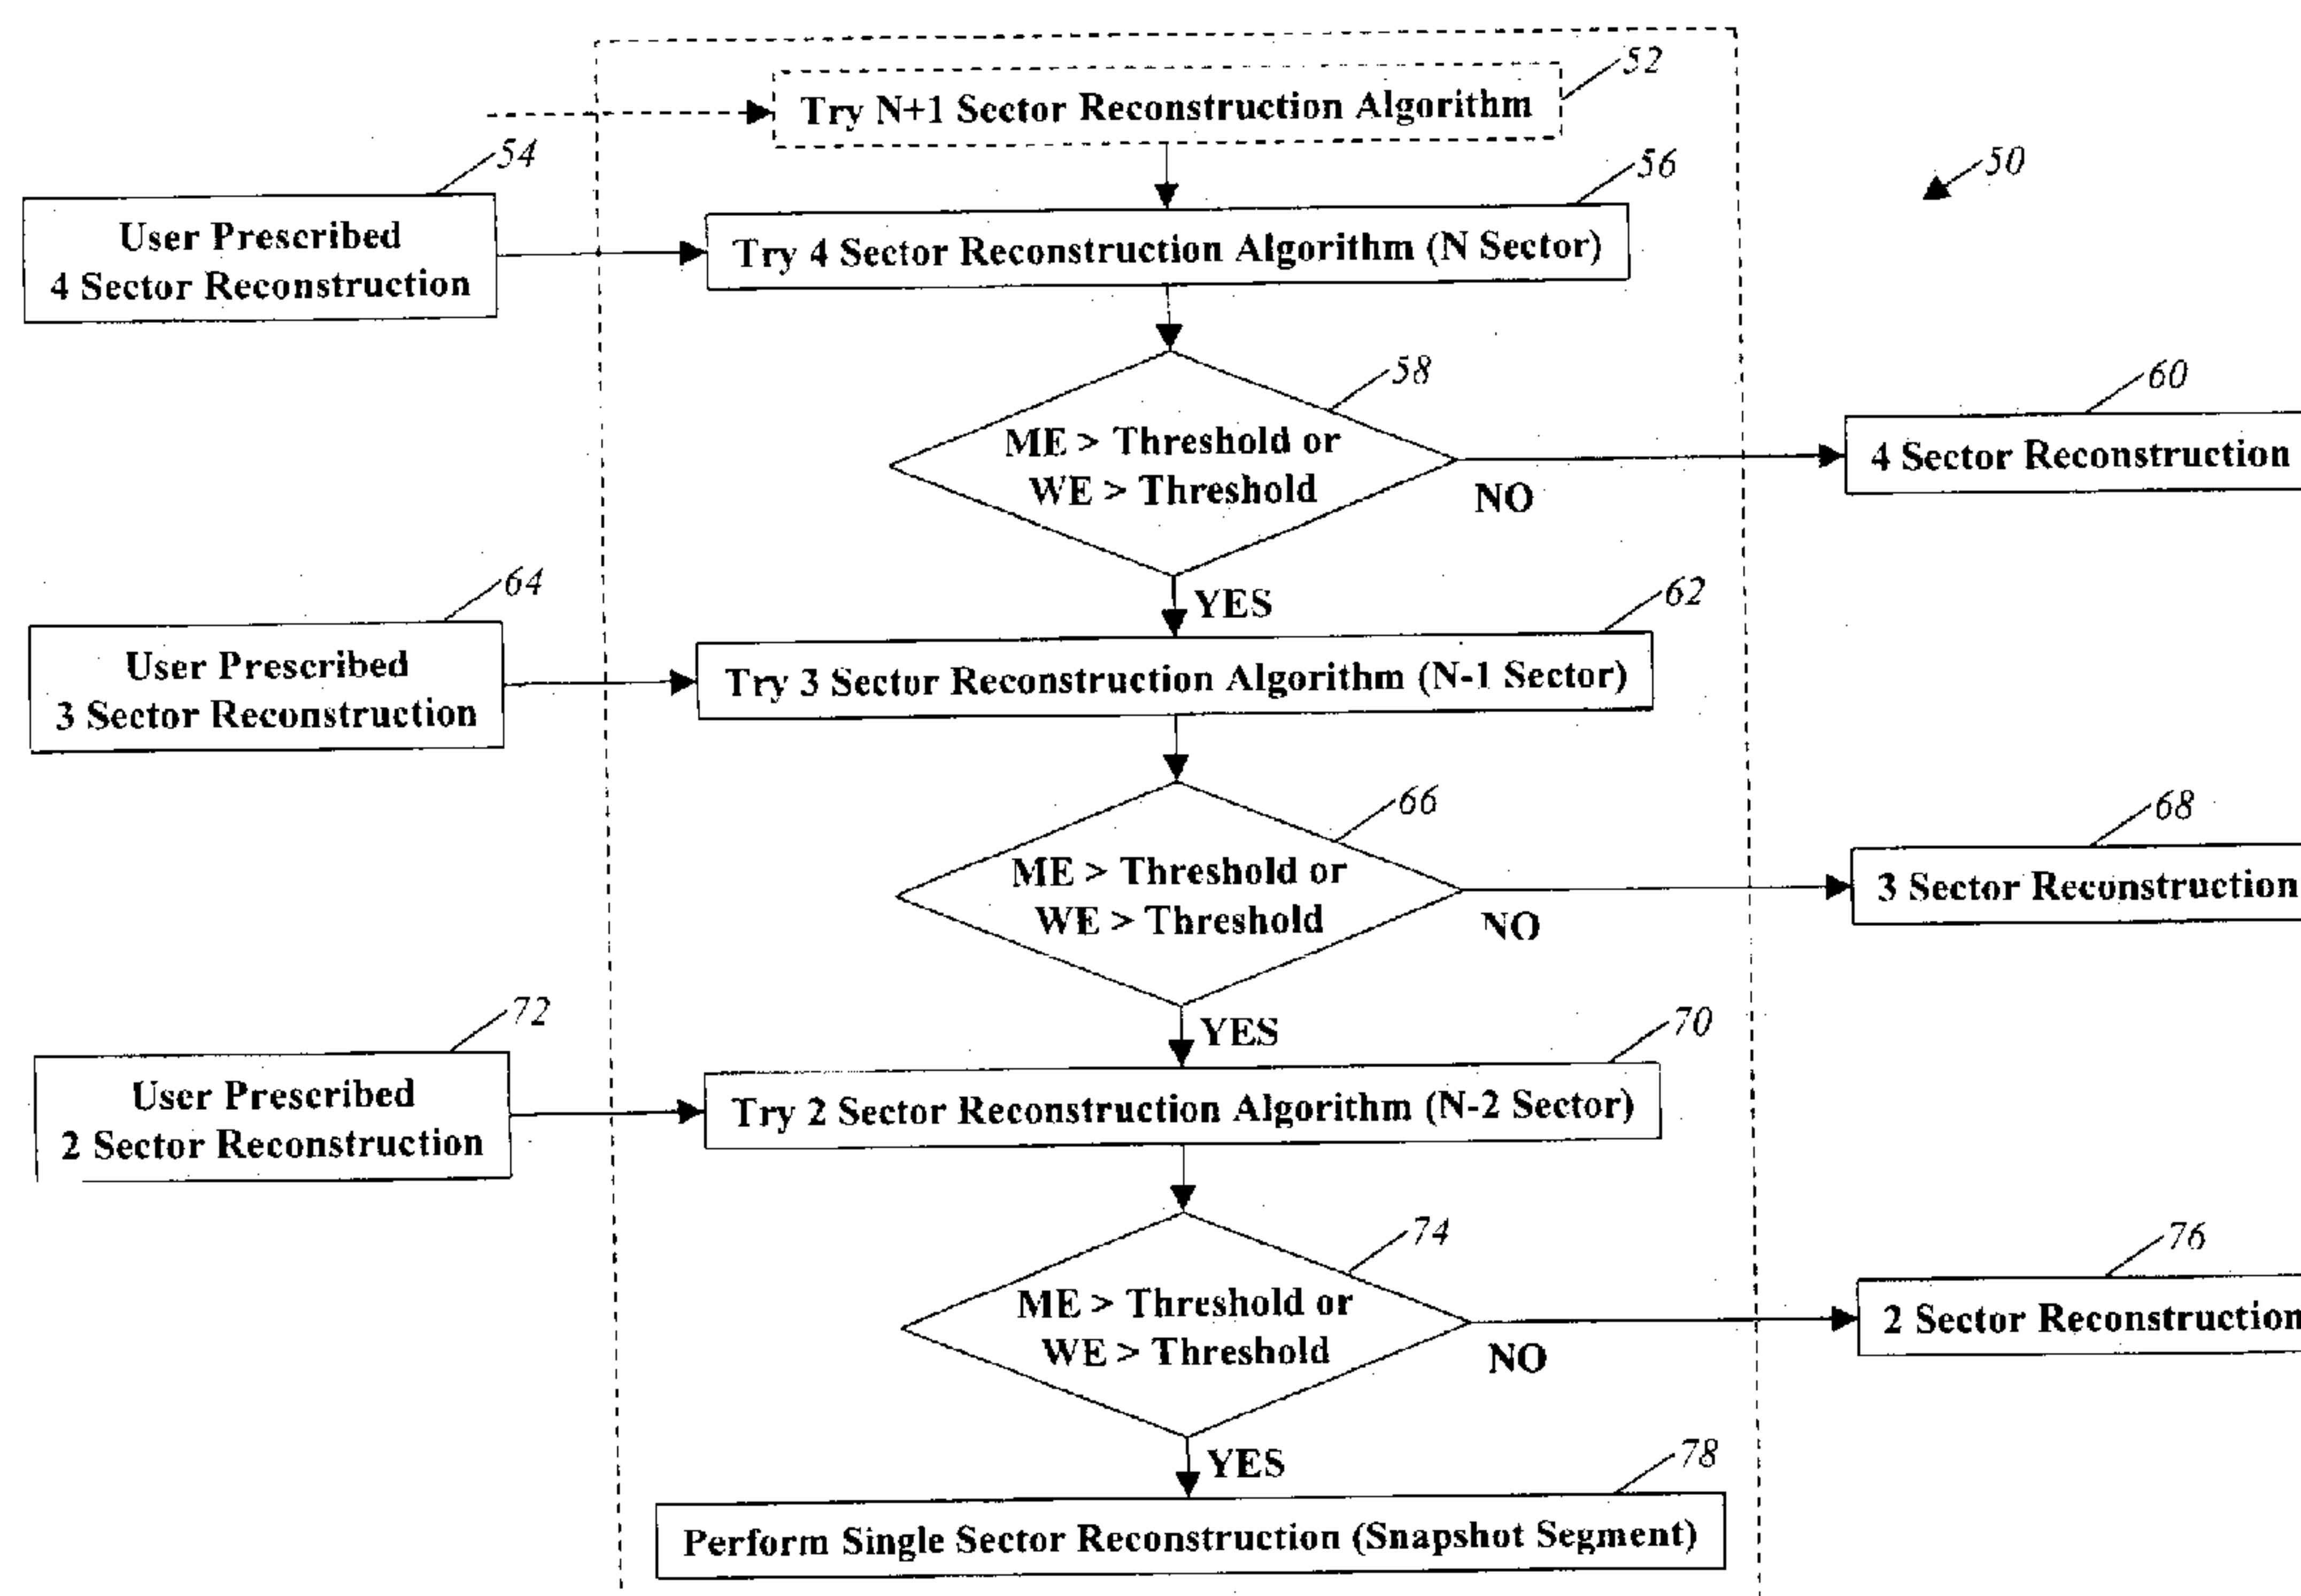 52
Try N+1 Sector Reconstruction Algorithm
54
56
50
User Prescribed
4 Sector Reconstruction
Try 4 Sector Reconstruction Algorithm (N Sector)
58
60
ME > Threshold or
WE > Threshold
NO
4 Sector Reconstruction
YES
64
62
User Prescribed
3 Sector Reconstruction
Try 3 Sector Reconstruction Algorithm (N-1 Sector)
66
68
ME > Threshold or
WE > Threshold
NO
3 Sector Reconstruction
YES
72
70
User Prescribed
2 Sector Reconstruction
Try 2 Sector Reconstruction Algorithm (N-2 Sector)
74
76
ME > Threshold or
WE > Threshold
NO
2 Sector Reconstruction
YES
78
Perform Single Sector Reconstruction (Snapshot Segment)